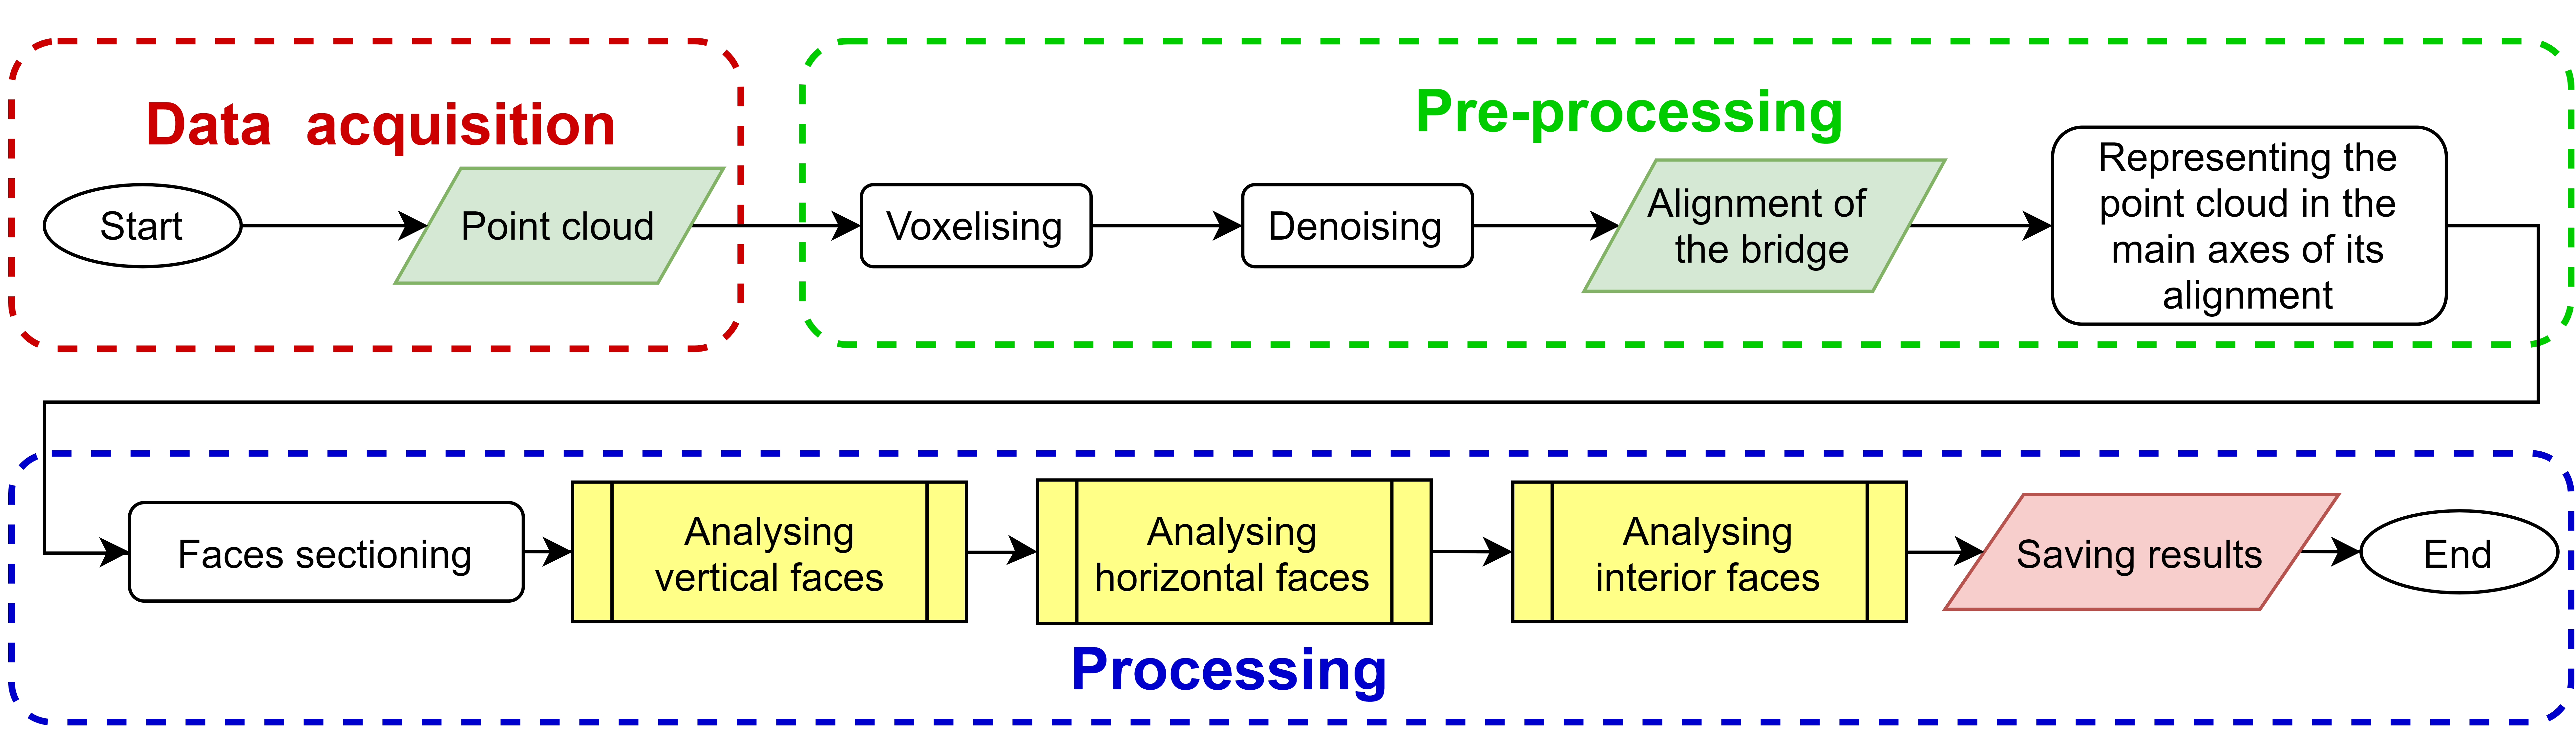 Data  acquisition
Start
Point cloud
Pre-processing
Voxelising
Denoising
Alignment of
the bridge
Representing the
point cloud in the
main axes of its
alignment
Faces sectioning
Analysing
vertical faces
Analysing
horizontal faces
Analysing
interior faces
Saving results
End
Processing